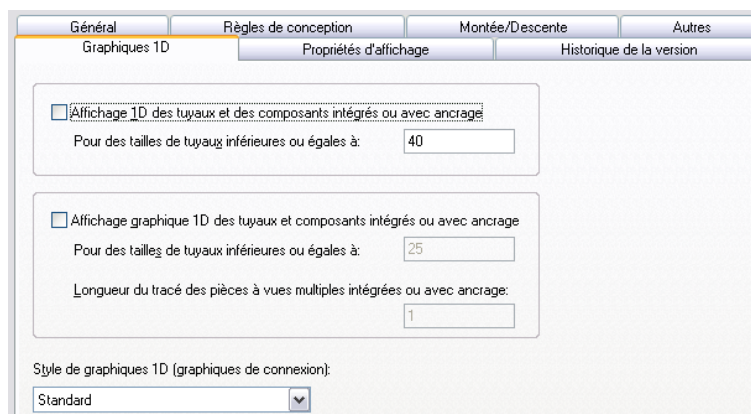 Général Règles de conception Montée/Descente Autres
Graphiques 1D Propriétés d'affichage Historique de la version
Affichage 1D des tuyaux et des composants intégrés ou avec ancrage
Pour des tailles de tuyaux inférieures ou égales à: 40
Affichage graphique 1D des tuyaux et composants intégrés ou avec ancrage
Pour des tailles de tuyaux inférieures ou égales à: 25
Longueur du tracé des pièces à vues multiples intégrées ou avec ancrage:
1
Style de graphiques 1D (graphiques de connexion):
Standard